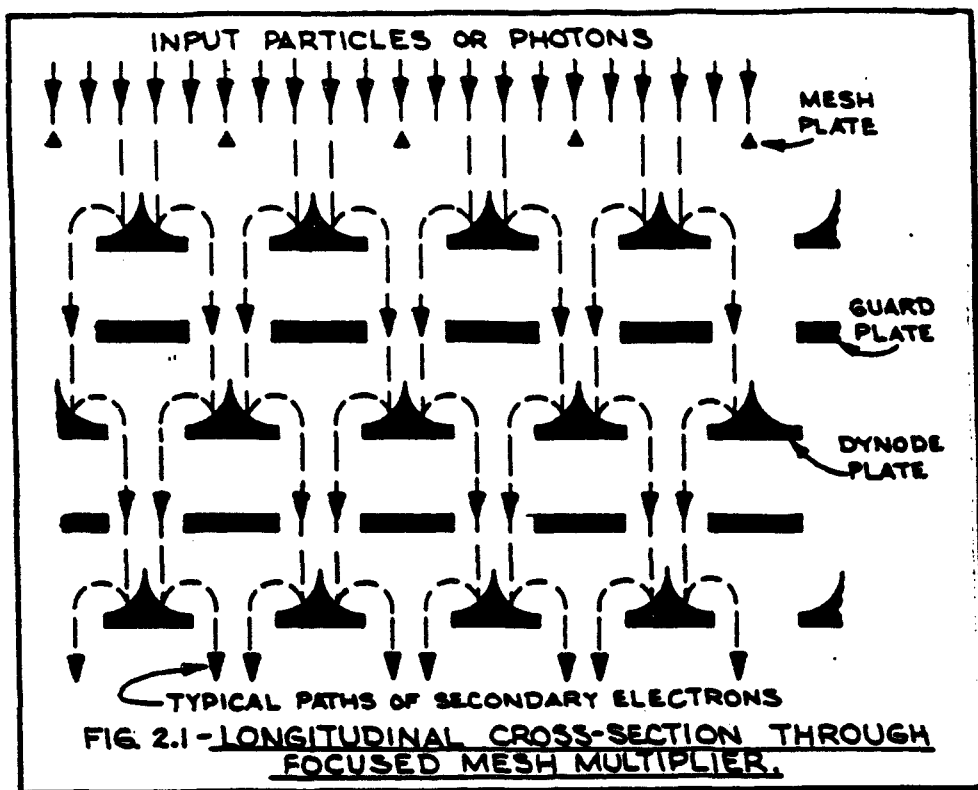 INPUT PARTICLES OR PHOTONS
MESH
PLATE
GUARD
PLATE
DYNODE
PLATE
TYPICAL PATHS OF SECONDARY ELECTRONS
FIG. 2.1 - LONGITUDINAL CROSS-SECTION THROUGH
FOCUSED MESH MULTIPLIER.